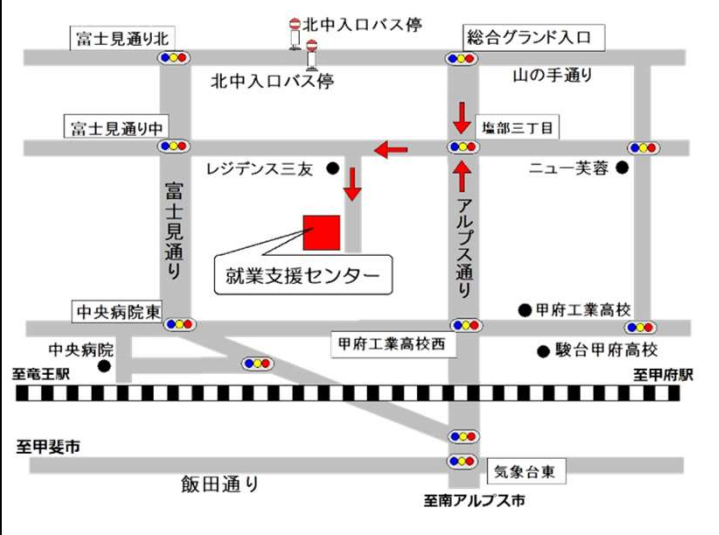 北中入口バス停
富士見通り北
総合グランド入口
北中入口バス停
山の手通り
富士見通り中
塩部三丁目
レジデンス三友
ニュー芙蓉
富士見通り
アルプス通り
就業支援センター
中央病院東
甲府工業高校
甲府工業高校西
中央病院
駿台甲府高校
至竜王駅
至甲府駅
至甲斐市
気象台東
飯田通り
至南アルプス市